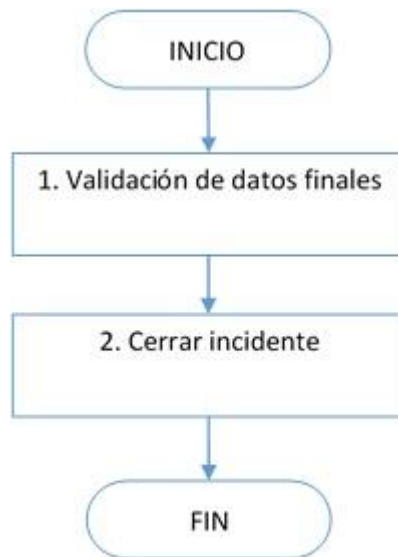 INICIO
1. Validación de datos finales
2. Cerrar incidente
FIN